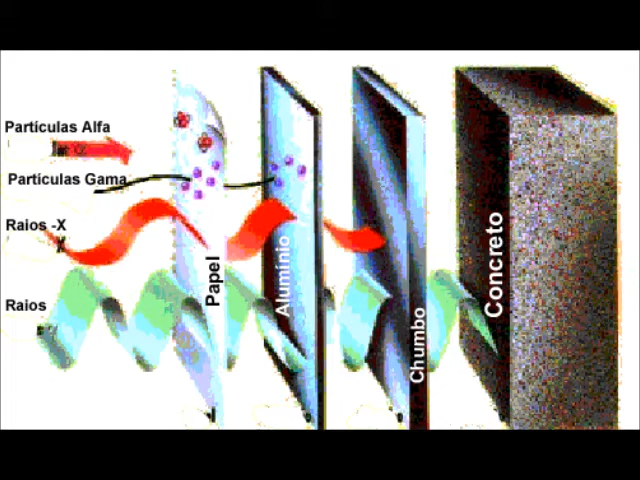 Partículas Alfa
Partículas Gama
Raios -X
Raios
Papel
Alumínio
Chumbo
Concreto